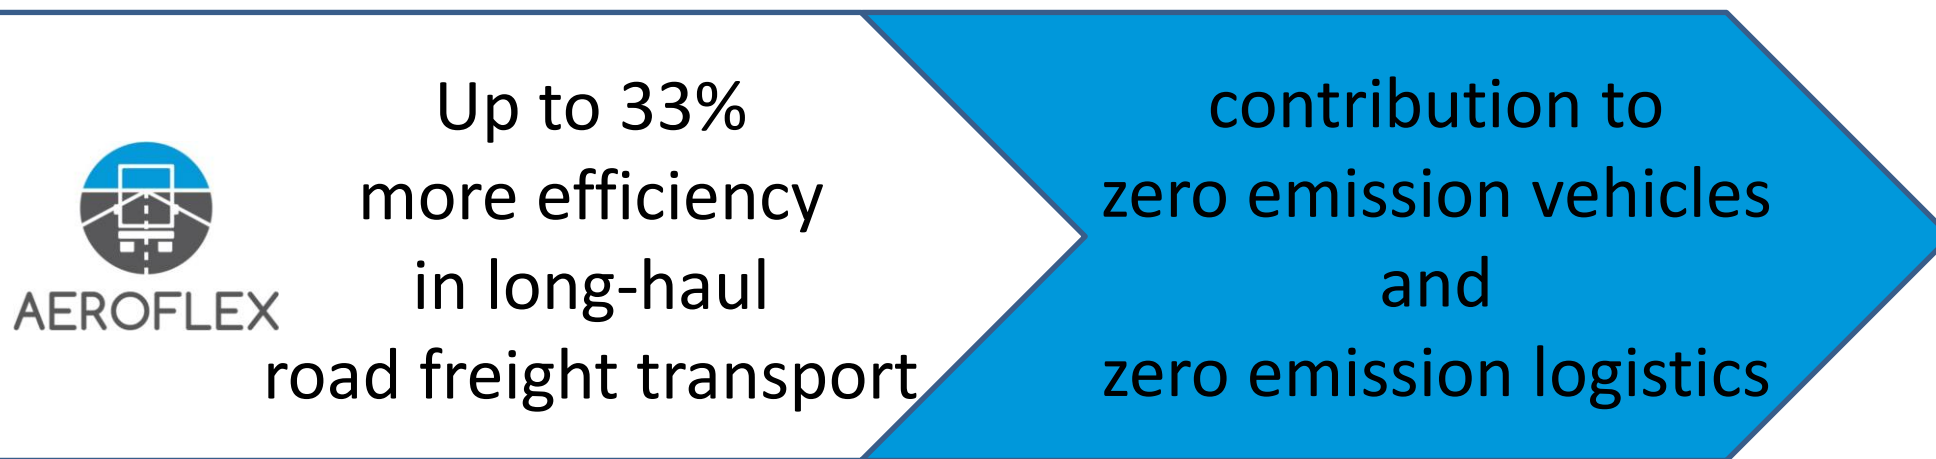 AEROFLEX
Up to 33%
more efficiency
in long-haul
road freight transport
contribution to
zero emission vehicles
and
zero emission logistics